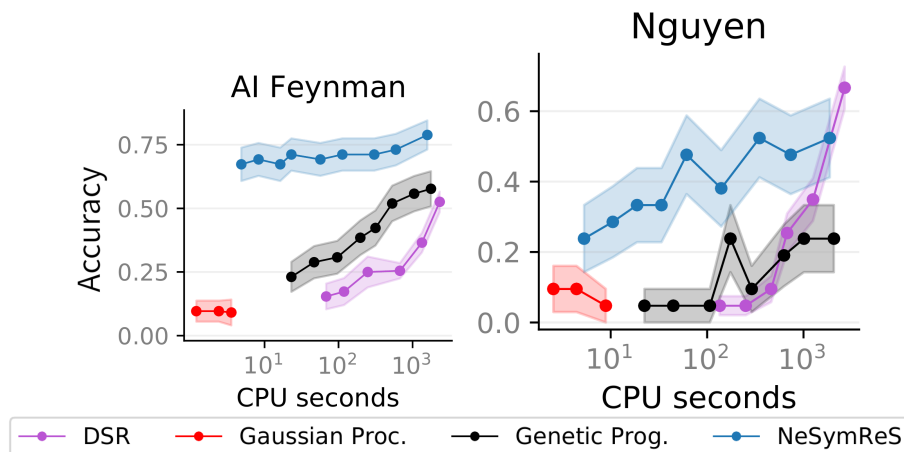 Nguyen
AI Feynman
Acccuracy
0.75
0.50
0.25
0.00
10^1
10^2
10^3
CPU seconds
0.6
0.4
0.2
0.0
10^1
10^2
10^3
CPU seconds
DSR Gaussian Proc. Genetic Prog. NeSymReS